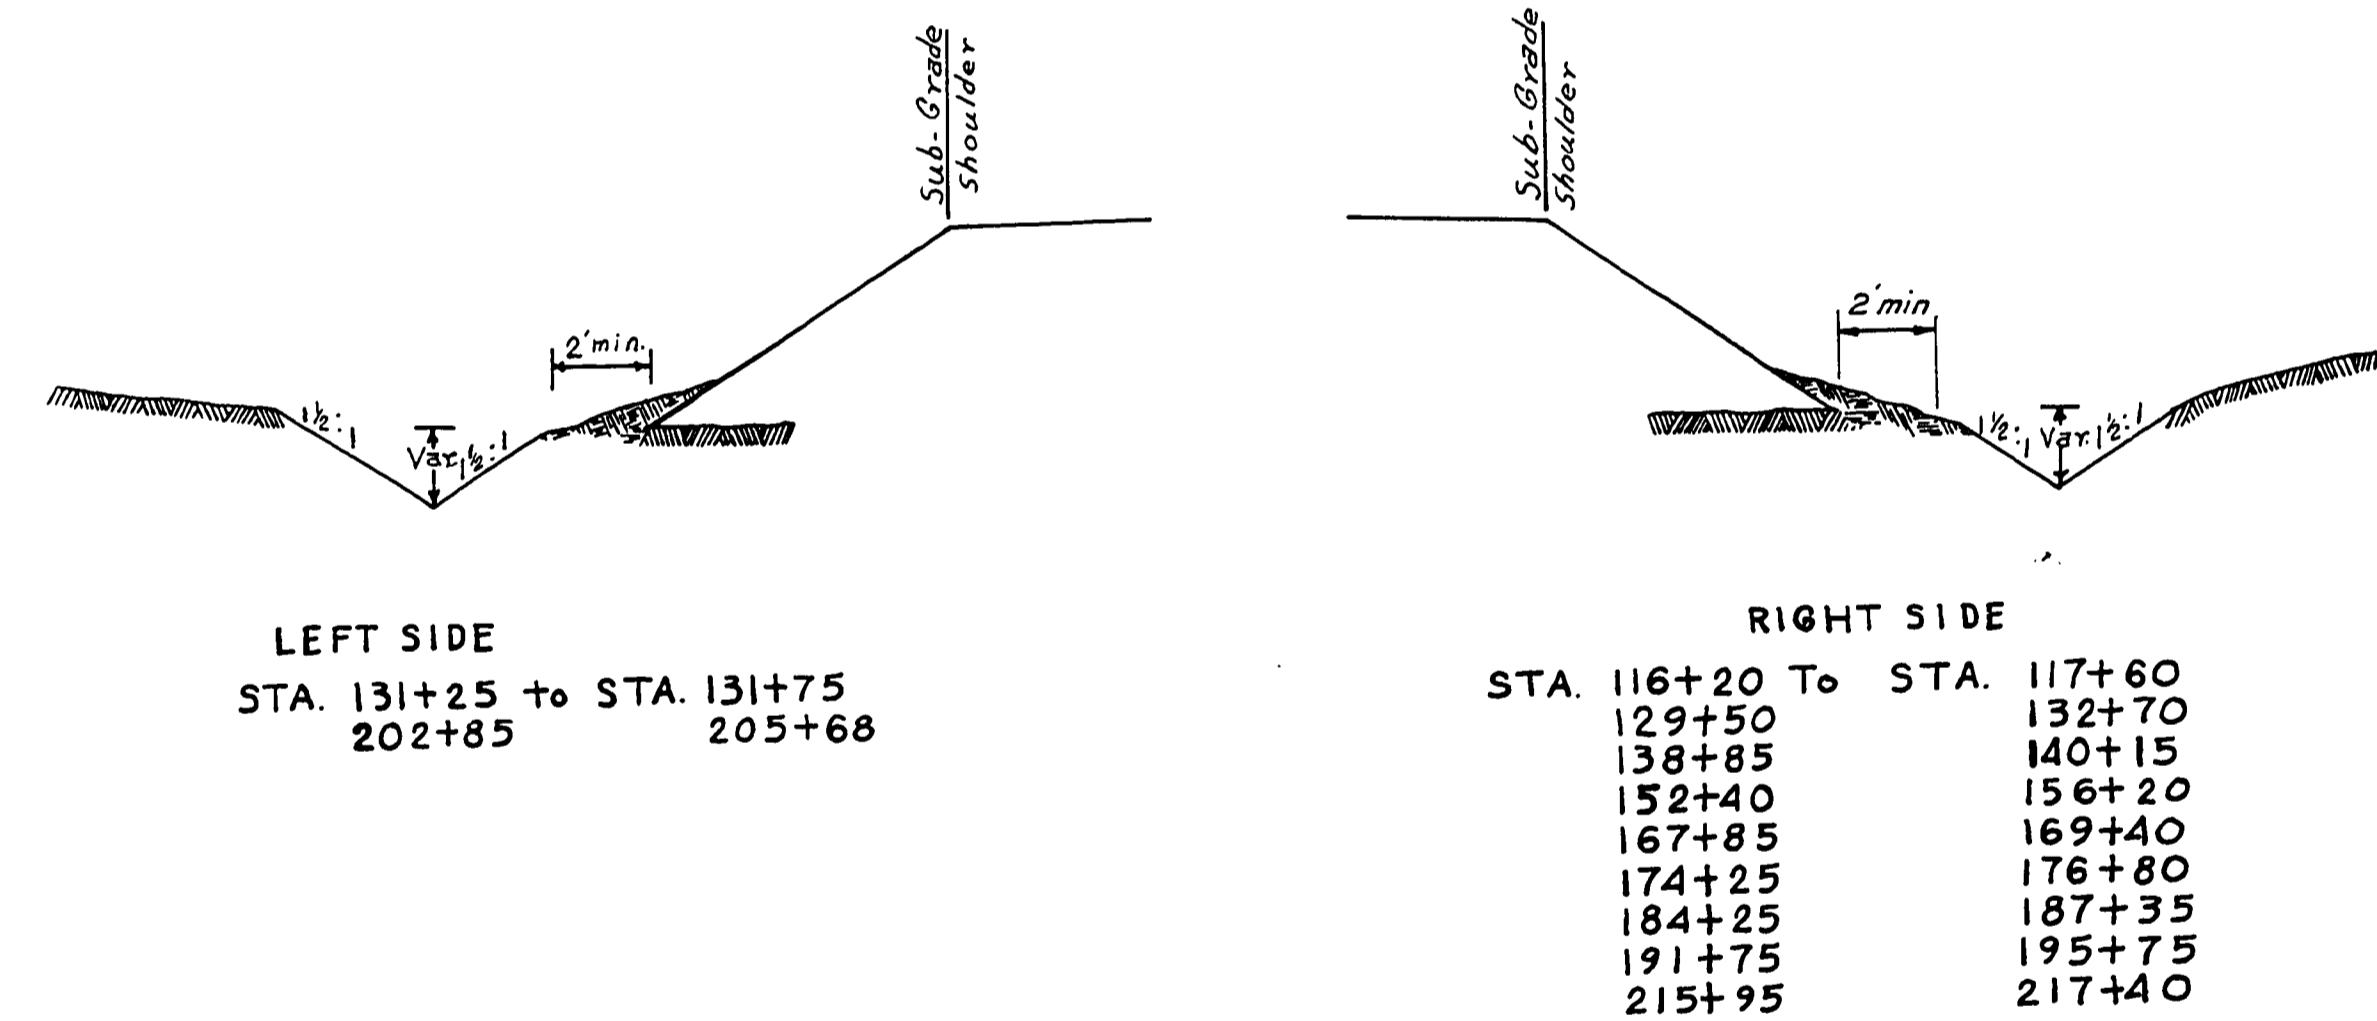 Sub-Grade
Shoulder
2' min.
1½:1
Var.
1½:1
LEFT SIDE
STA. 131+25 to STA. 131+75
202+85 205+68
Sub-Grade
Shoulder
2' min
1½:1
Var.
1½:1
RIGHT SIDE
STA. 116+20 To STA. 117+60
129+50 132+70
138+85 140+15
152+40 156+20
167+85 169+40
174+25 176+80
184+25 187+35
191+75 195+75
215+95 217+40